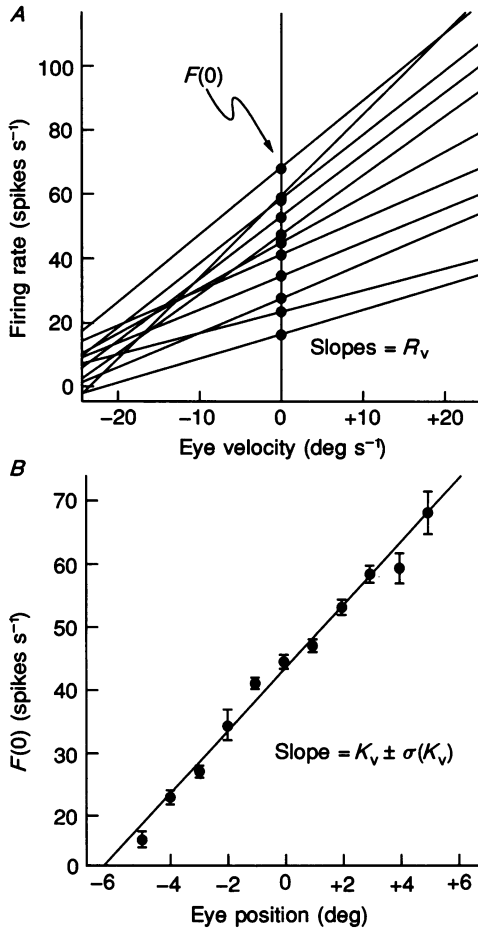 A
F(0)
100
80
60
40
20
0
Firing rate (spikes s⁻¹)
Slopes = Rᵥ
−20
−10
0
+10
+20
Eye velocity (deg s⁻¹)
B
70
60
50
40
30
20
0
F(0) (spikes s⁻¹)
Slope = Kᵥ ± σ(Kᵥ)
−6
−4
−2
0
+2
+4
+6
Eye position (deg)